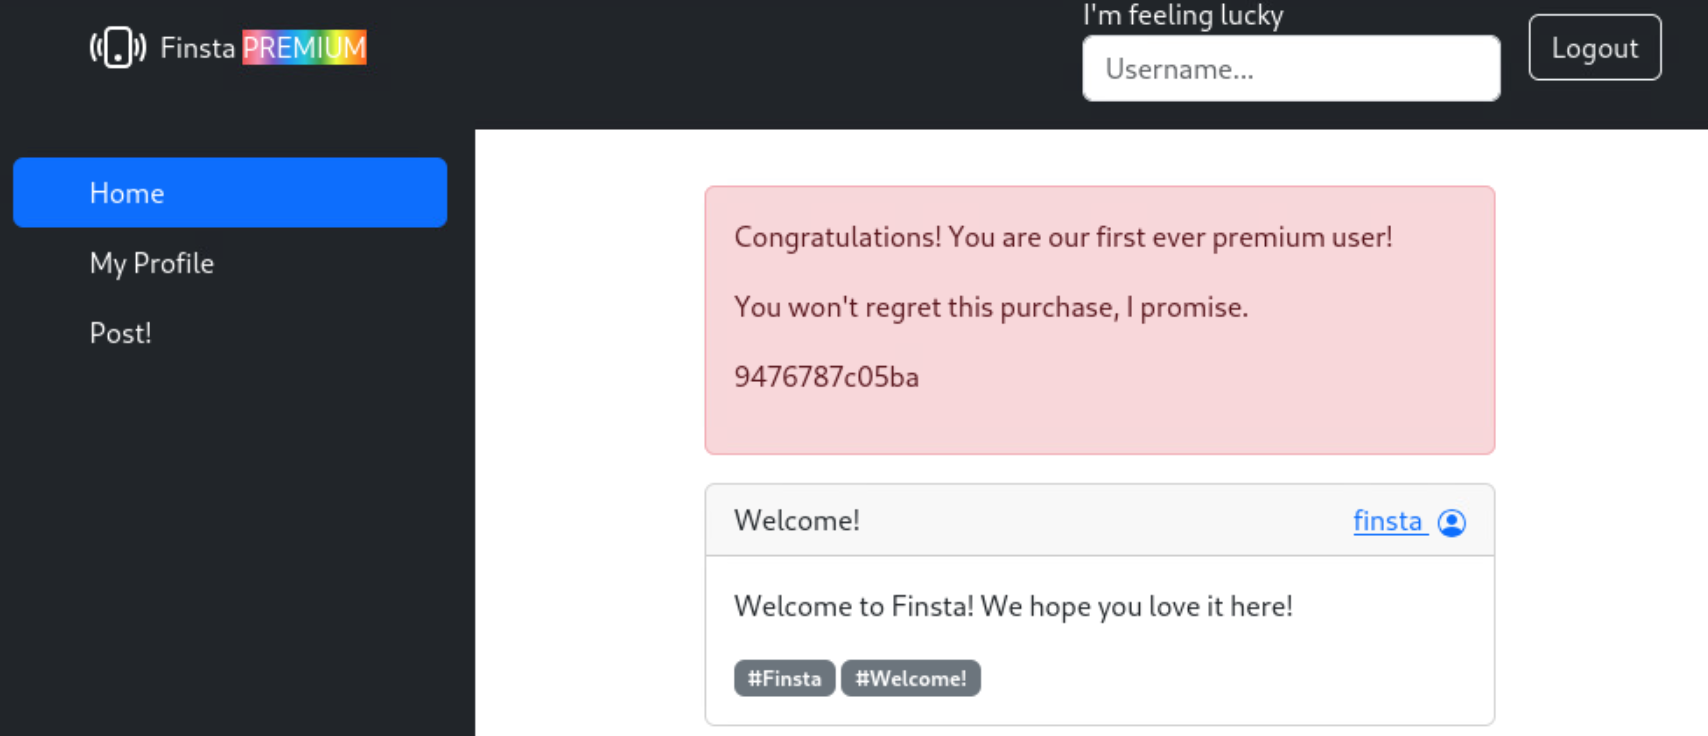 Finsta PREMIUM
I'm feeling lucky
Username...
Logout
Home
My Profile
Post!
Congratulations! You are our first ever premium user!
You won't regret this purchase, I promise.
9476787c05ba
Welcome!
finsta
Welcome to Finsta! We hope you love it here!
#Finsta #Welcome!